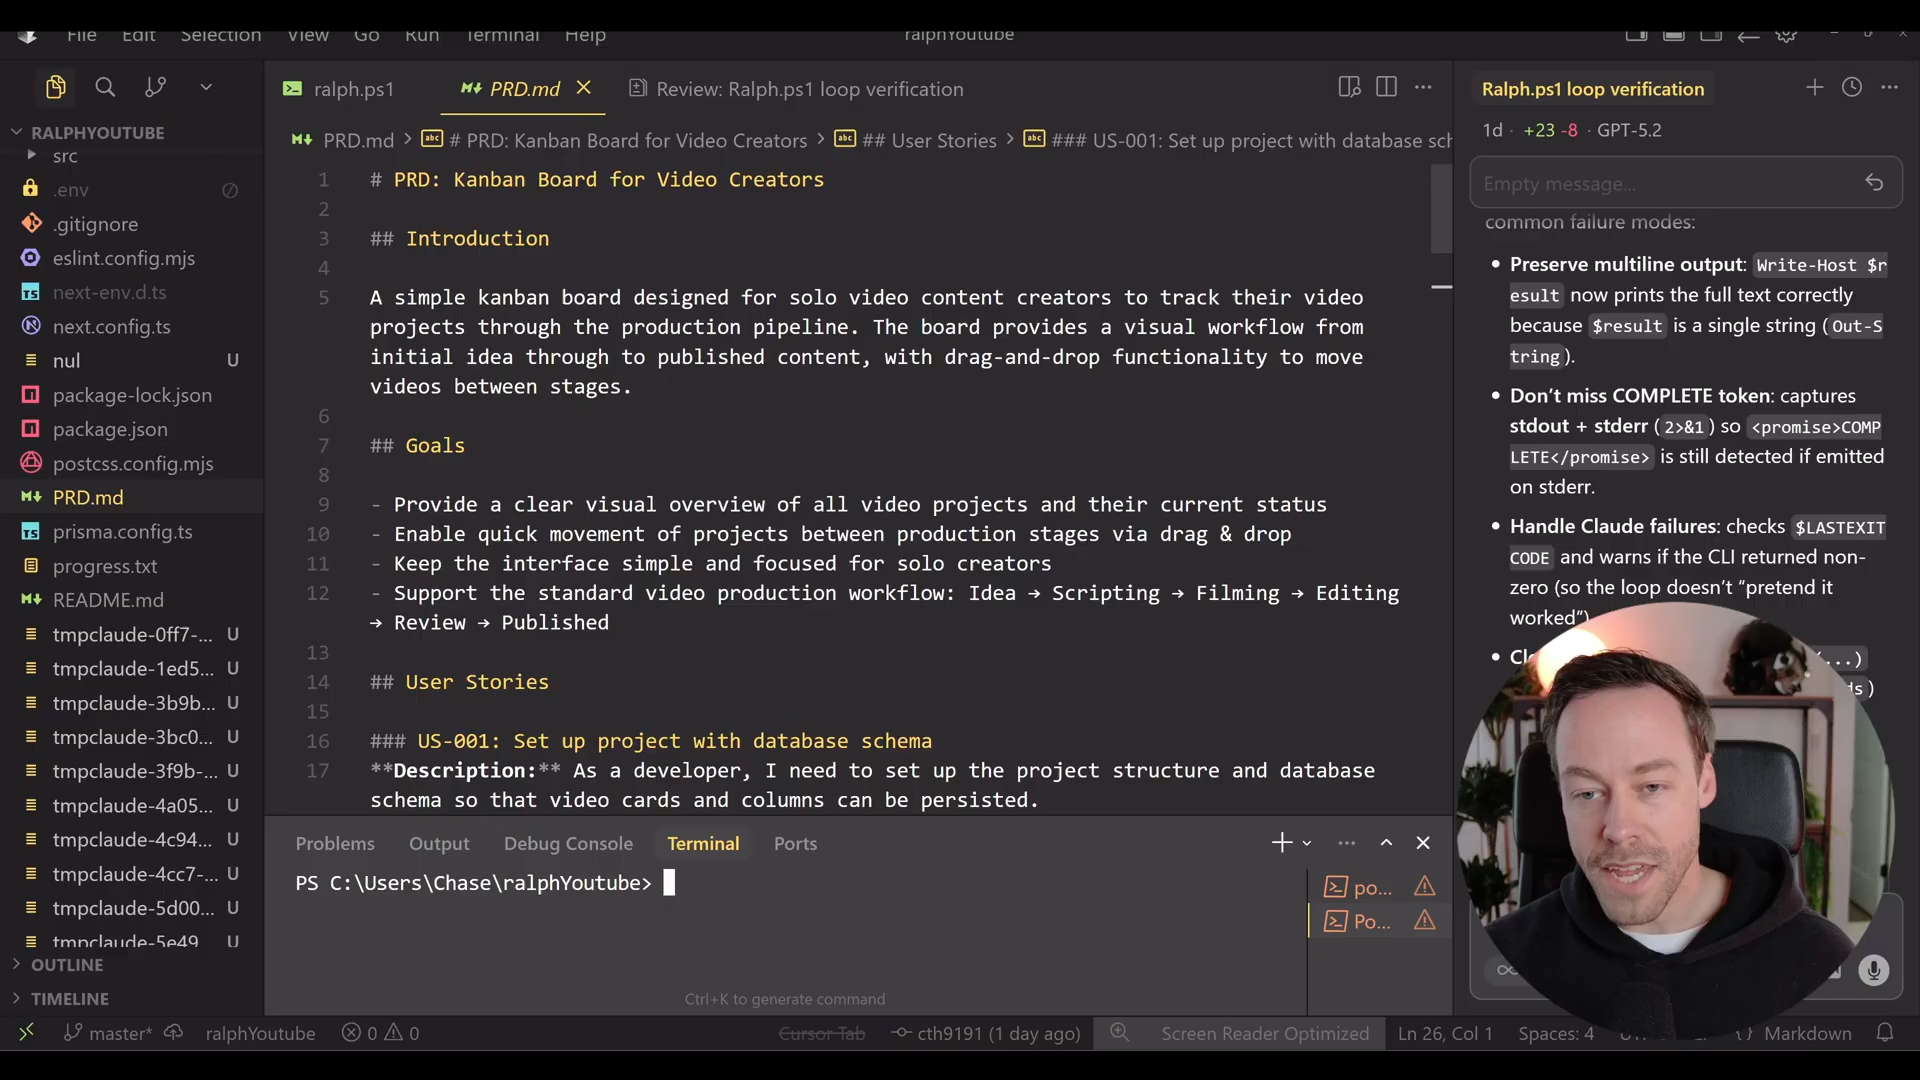 File Edit Selection View Go Run Terminal Help
ralphYoutube
RALPHYOUTUBE
src
.env
.gitignore
eslint.config.mjs
next-env.d.ts
next.config.ts
nul U
package-lock.json
package.json
postcss.config.mjs
PRD.md
prisma.config.ts
progress.txt
README.md
tmpclaude-0ff7-... U
tmpclaude-1ed5... U
tmpclaude-3b9b... U
tmpclaude-3bc0... U
tmpclaude-3f9b-... U
tmpclaude-4a05... U
tmpclaude-4c94... U
tmpclaude-4cc7-... U
tmpclaude-5d00... U
tmpclaude-5e49 U
OUTLINE
TIMELINE
ralph.ps1 PRD.md Review: Ralph.ps1 loop verification
PRD.md > # PRD: Kanban Board for Video Creators > ## User Stories > ### US-001: Set up project with database sch
1 # PRD: Kanban Board for Video Creators
2
3 ## Introduction
4
5 A simple kanban board designed for solo video content creators to track their video
projects through the production pipeline. The board provides a visual workflow from
initial idea through to published content, with drag-and-drop functionality to move
videos between stages.
6
7 ## Goals
8
9 - Provide a clear visual overview of all video projects and their current status
10 - Enable quick movement of projects between production stages via drag & drop
11 - Keep the interface simple and focused for solo creators
12 - Support the standard video production workflow: Idea → Scripting → Filming → Editing
→ Review → Published
13
14 ## User Stories
15
16 ### US-001: Set up project with database schema
17 **Description:** As a developer, I need to set up the project structure and database
schema so that video cards and columns can be persisted.
Problems Output Debug Console Terminal Ports
PS C:\Users\Chase\ralphYoutube>
po...
Po...
Ctrl+K to generate command
Ralph.ps1 loop verification
1d · +23 -8 · GPT-5.2
Empty message...
common failure modes:
• Preserve multiline output: Write-Host $r
esult now prints the full text correctly
because $result is a single string (Out-S
tring).
• Don’t miss COMPLETE token: captures
stdout + stderr (2>&1) so <promise>COMP
LETE</promise> is still detected if emitted
on stderr.
• Handle Claude failures: checks $LASTEXIT
CODE and warns if the CLI returned non-
zero (so the loop doesn’t “pretend it
worked”)
...)
master* ralphYoutube 0 0 Cursor Tab cth9191 (1 day ago) Screen Reader Optimized Ln 26, Col 1 Spaces: 4 Markdown